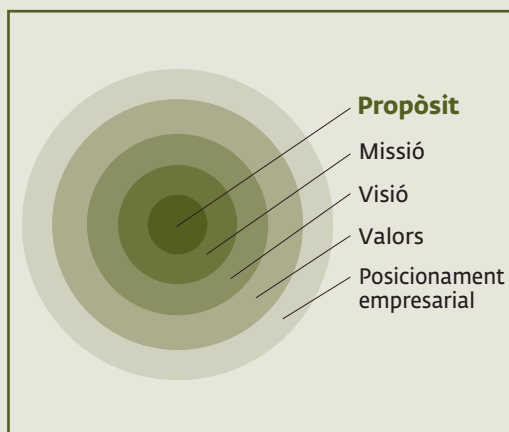 Propòsit
Missió
Visió
Valors
Posicionament
empresarial